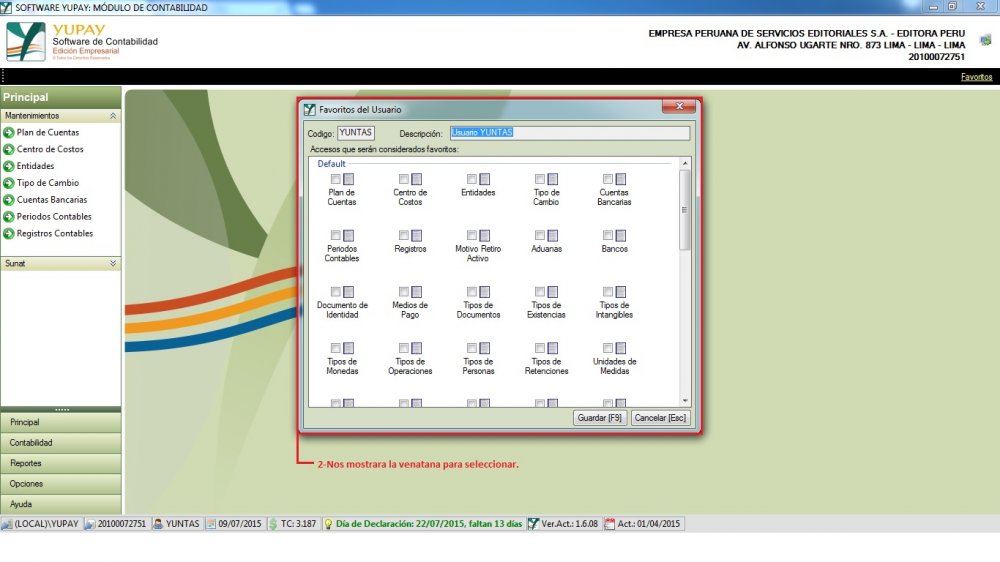 SOFTWARE YUPAY: MÓDULO DE CONTABILIDAD
YUPAY
Software de Contabilidad
Edición Empresarial
EMPRESA PERUANA DE SERVICIOS EDITORIALES S.A. - EDITORA PERU
AV. ALFONSO UGARTE NRO. 873 LIMA - LIMA - LIMA
20100072751
Favoritos
Principal
Mantenimientos
Plan de Cuentas
Centro de Costos
Entidades
Tipo de Cambio
Cuentas Bancarias
Periodos Contables
Registros Contables
Sunat
Principal
Contabilidad
Reportes
Opciones
Ayuda
Favoritos del Usuario
Codigo: YUNTAS Descripción: Usuario YUNTAS
Accesos que serán considerados favoritos:
Default
Plan de Cuentas
Centro de Costos
Entidades
Tipo de Cambio
Cuentas Bancarias
Periodos Contables
Registros
Motivo Retiro Activo
Aduanas
Bancos
Documento de Identidad
Medios de Pago
Tipos de Documentos
Tipos de Existencias
Tipos de Intangibles
Tipos de Monedas
Tipos de Operaciones
Tipos de Personas
Tipos de Retenciones
Unidades de Medidas
Guardar [F9] Cancelar [Esc]
2-Nos mostrara la venatana para seleccionar.
(LOCAL)\YUPAY 20100072751 YUNTAS 09/07/2015 TC: 3.187 Día de Declaración: 22/07/2015, faltan 13 días Ver.Act.: 1.6.08 Act.: 01/04/2015